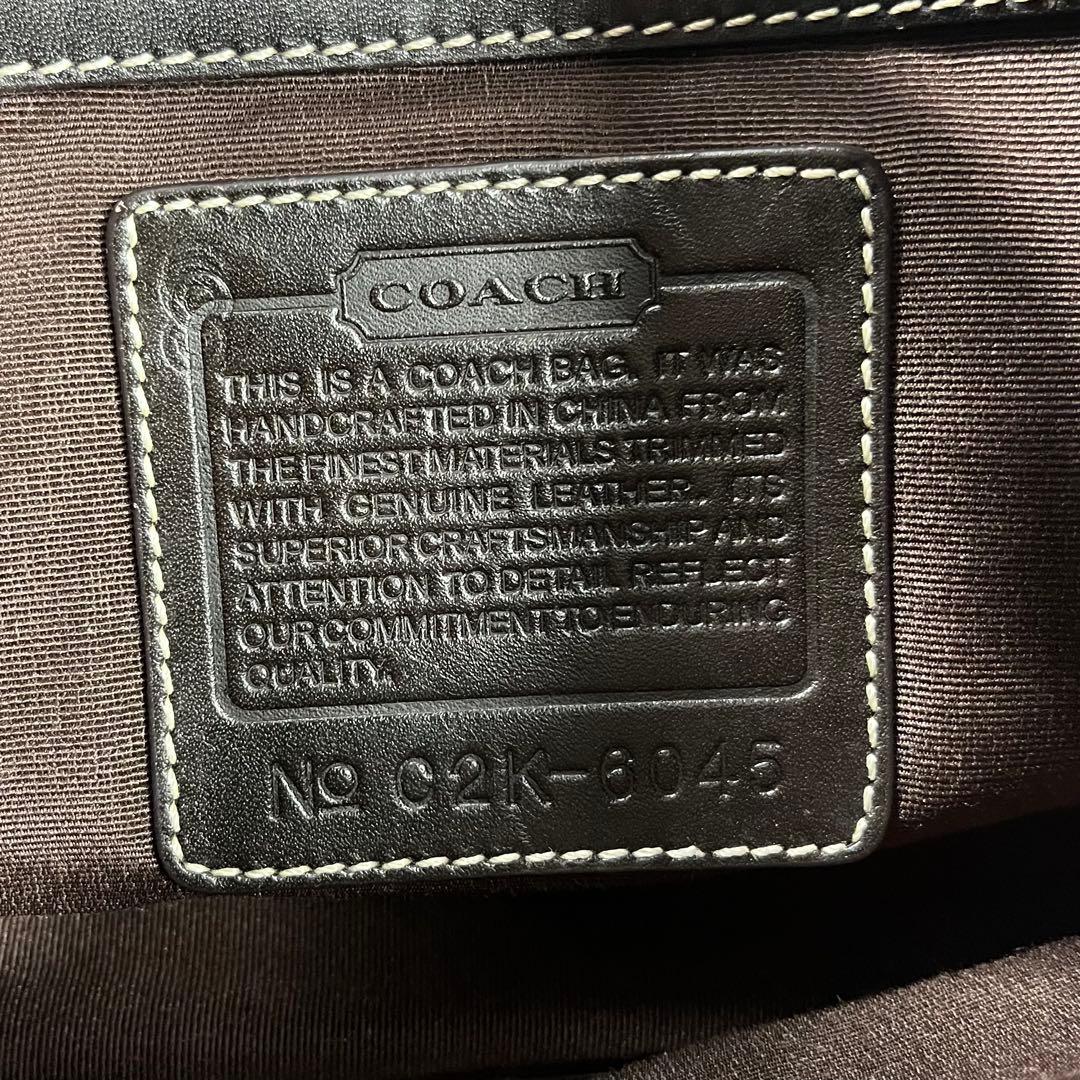 COACH
THIS IS A COACH BAG. IT WAS
HANDCRAFTED IN CHINA FROM
THE FINEST MATERIALS TRIMMED
WITH GENUINE LEATHER. ITS
SUPERIOR CRAFTSMANSHIP AND
ATTENTION TO DETAIL REFLECT
OUR COMMITMENT TO ENDURING
QUALITY.
No C2K-6045